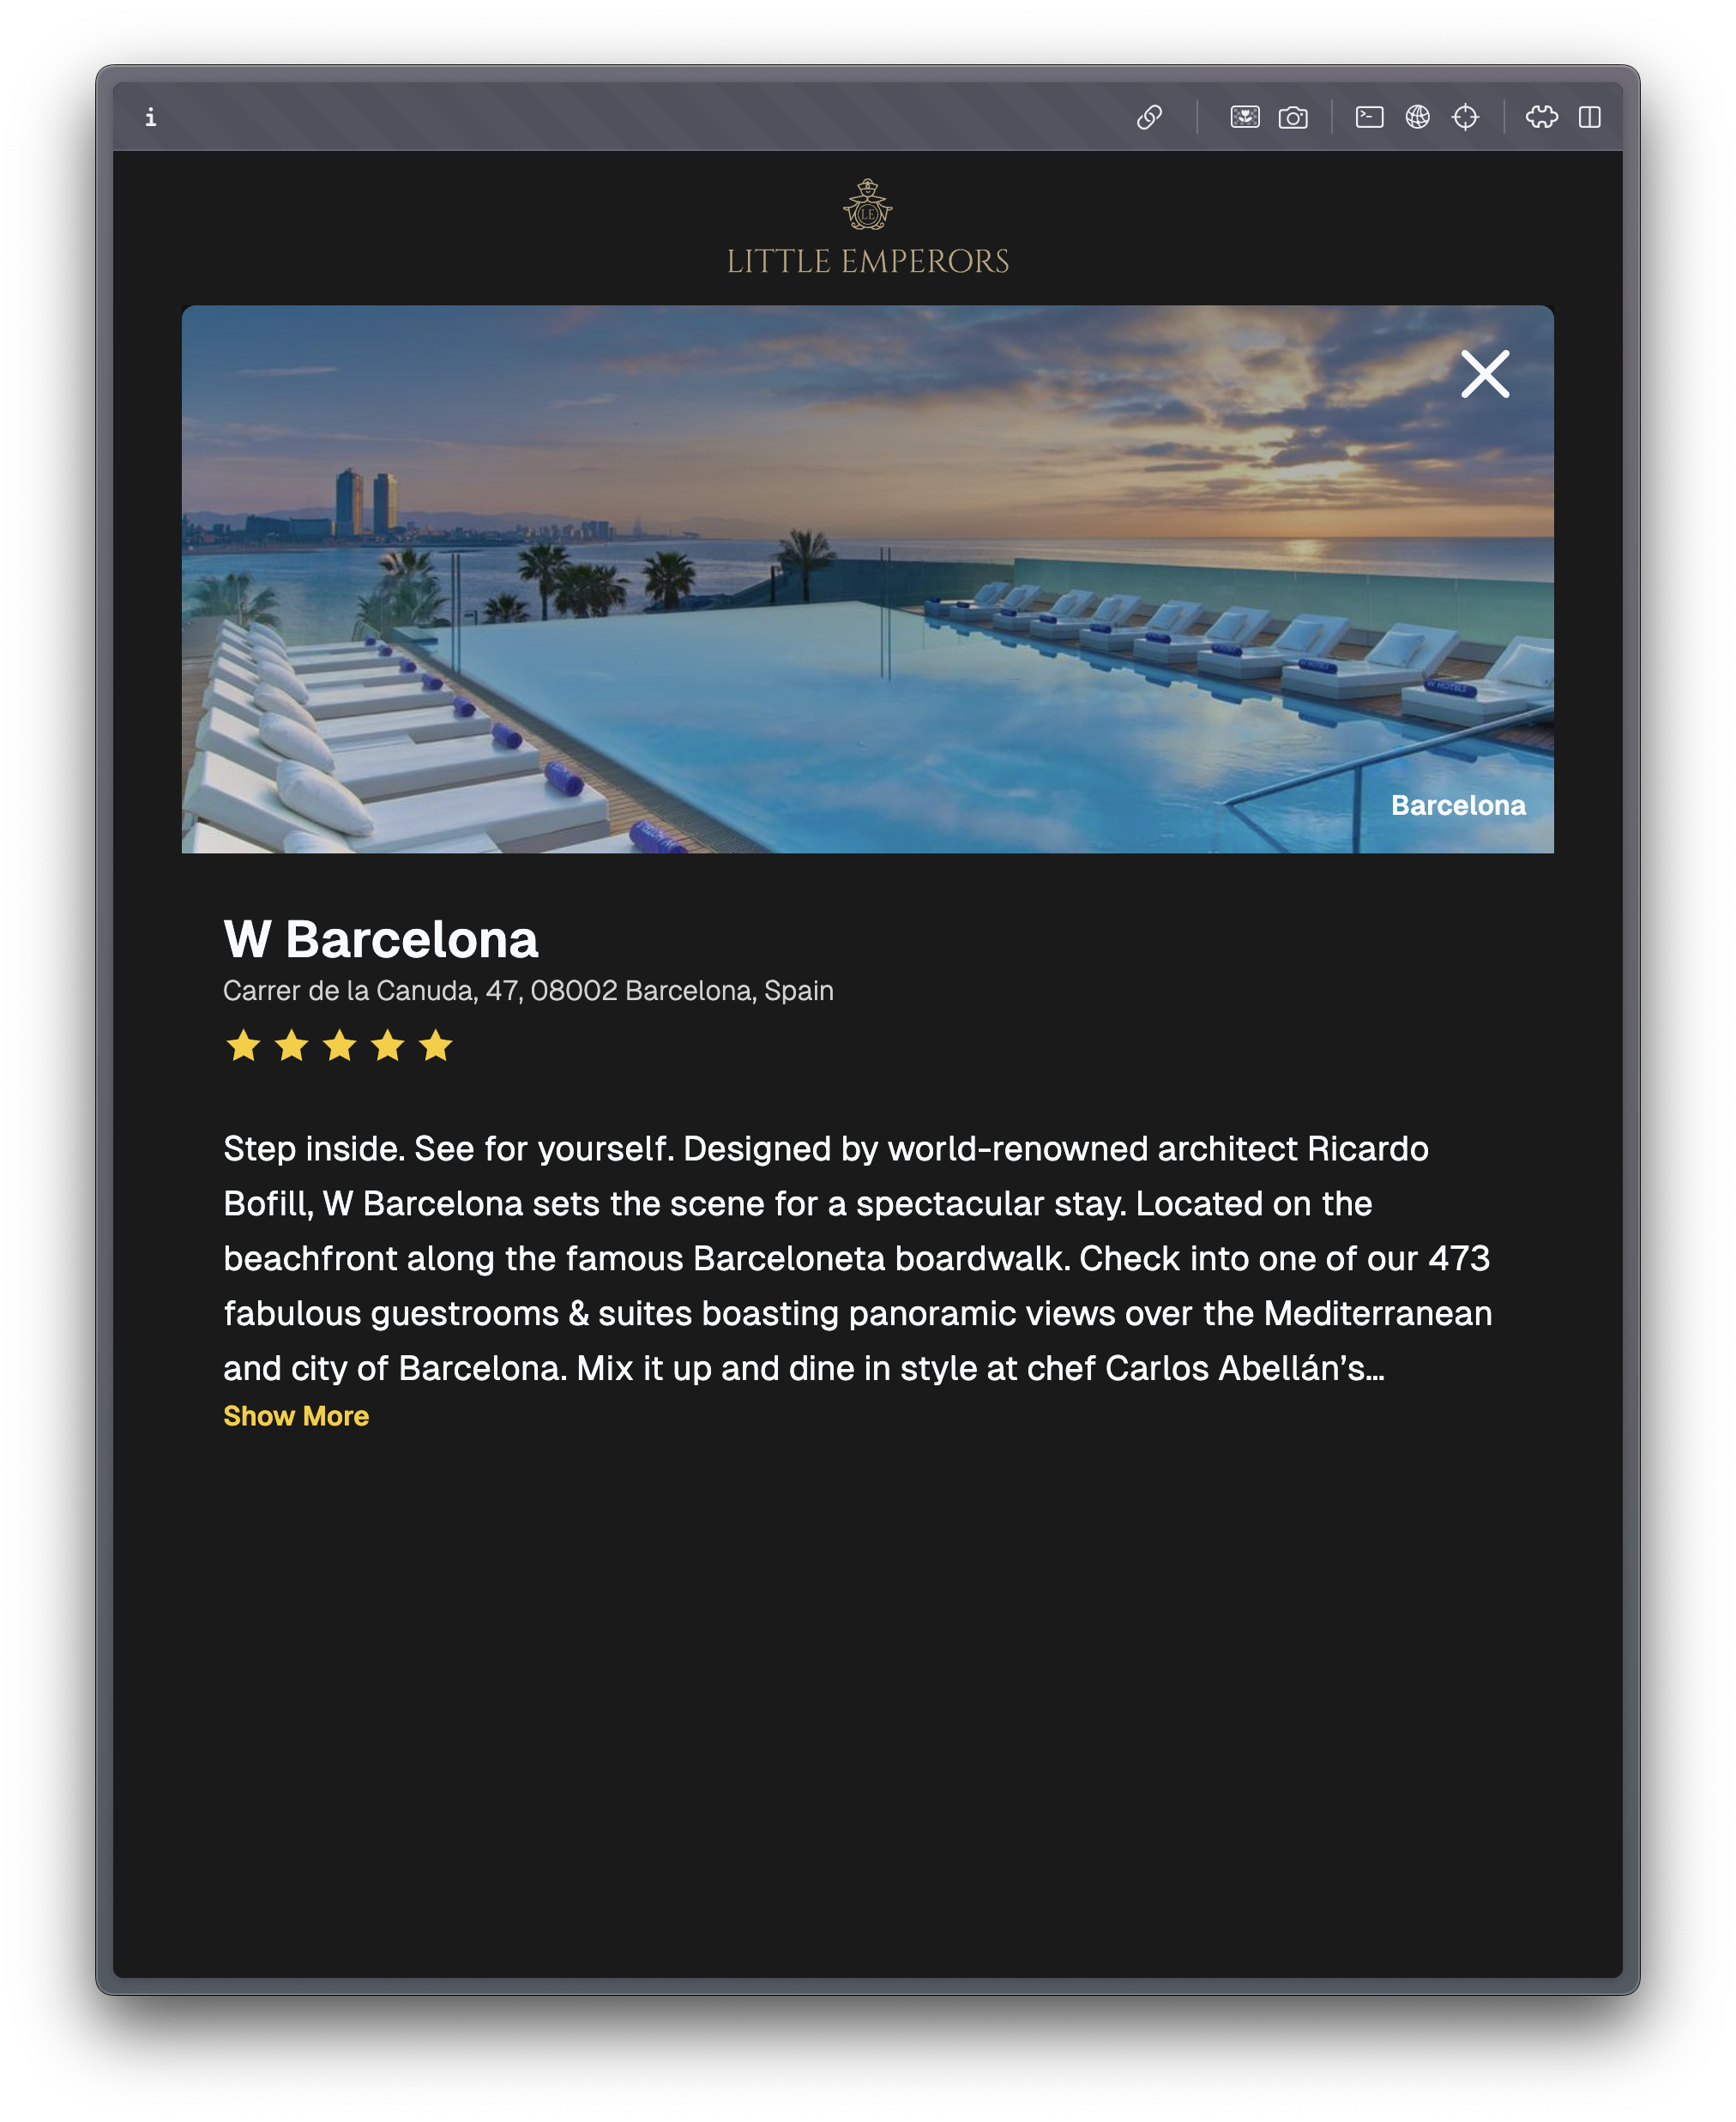 i
LE
LITTLE EMPERORS
W HOTELS
Barcelona
W Barcelona
Carrer de la Canuda, 47, 08002 Barcelona, Spain
Step inside. See for yourself. Designed by world-renowned architect Ricardo
Bofill, W Barcelona sets the scene for a spectacular stay. Located on the
beachfront along the famous Barceloneta boardwalk. Check into one of our 473
fabulous guestrooms & suites boasting panoramic views over the Mediterranean
and city of Barcelona. Mix it up and dine in style at chef Carlos Abellán’s...
Show More